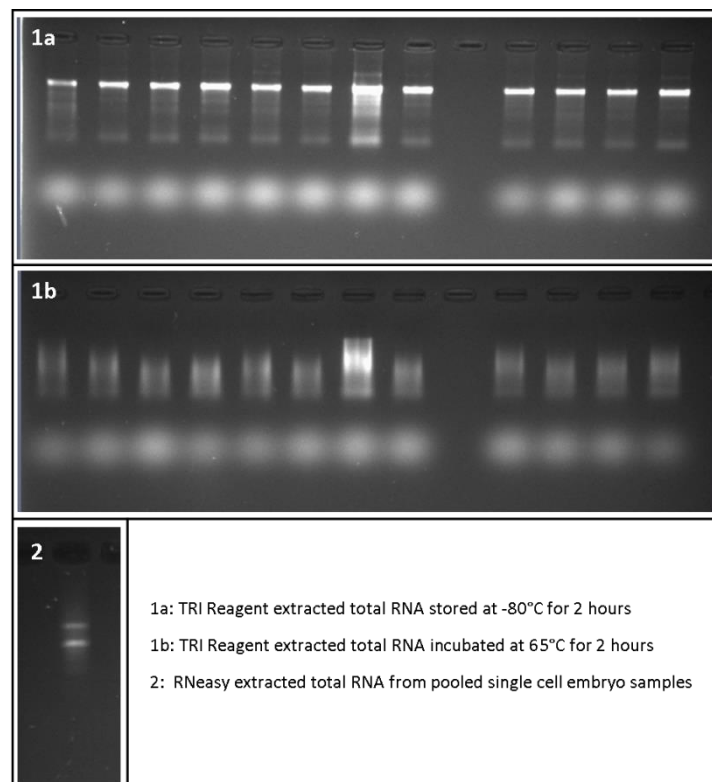 1a
1b
2
1a: TRI Reagent extracted total RNA stored at -80°C for 2 hours
1b: TRI Reagent extracted total RNA incubated at 65°C for 2 hours
2: RNeasy extracted total RNA from pooled single cell embryo samples